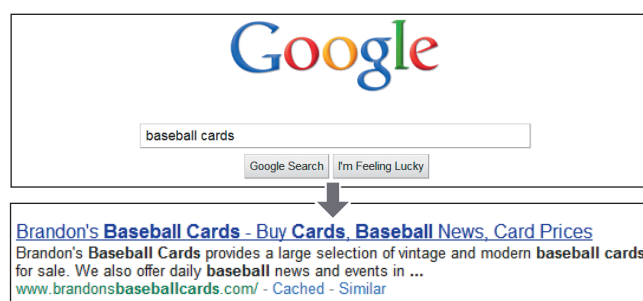 Google
baseball cards
Google Search I'm Feeling Lucky
Brandon's Baseball Cards - Buy Cards, Baseball News, Card Prices
Brandon's Baseball Cards provides a large selection of vintage and modern baseball cards
for sale. We also offer daily baseball news and events in ...
www.brandonsbaseballcards.com/ - Cached - Similar